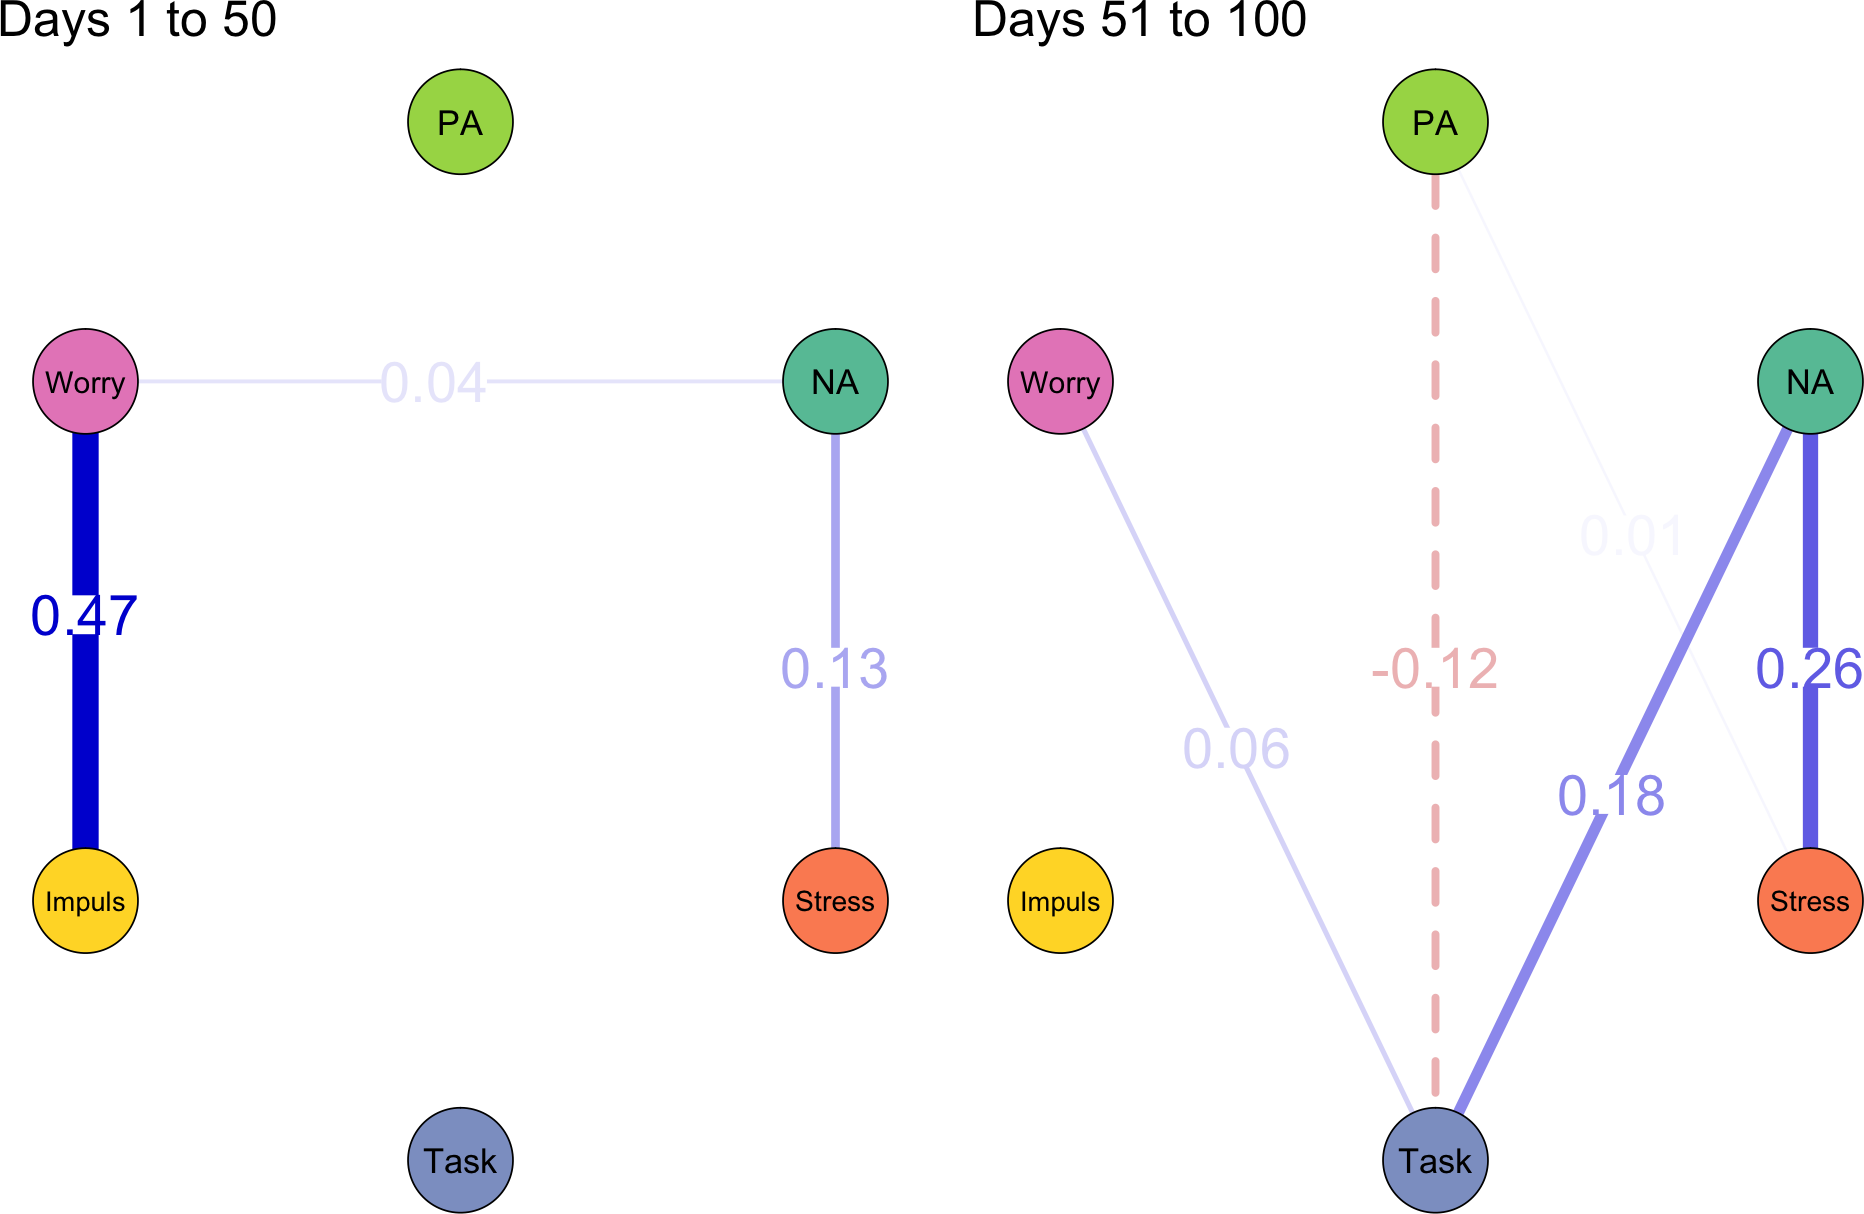 Days 1 to 50
PA
Worry
0.04
NA
0.47
0.13
Impuls
Stress
Task
Days 51 to 100
PA
Worry
NA
0.01
-0.12
0.26
0.06
0.18
Impuls
Stress
Task